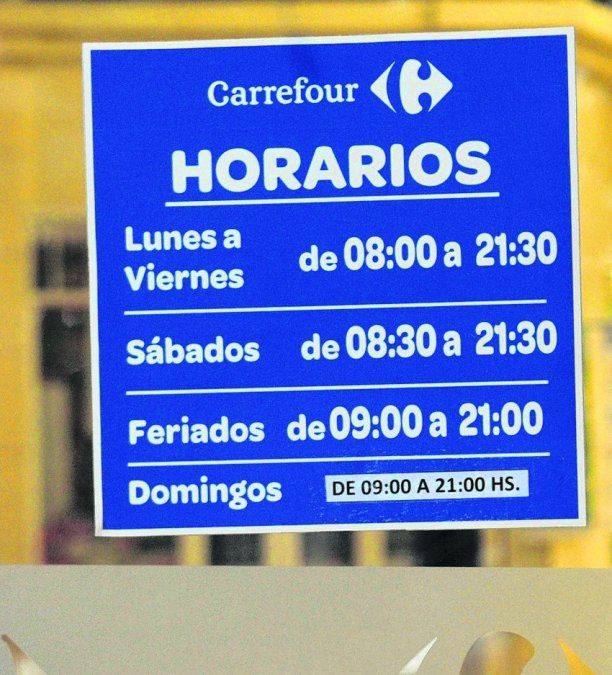 Carrefour
HORARIOS
Lunes a
Viernes
de 08:00 a 21:30
Sábados de 08:30 a 21:30
Feriados de 09:00 a 21:00
Domingos DE 09:00 A 21:00 HS.